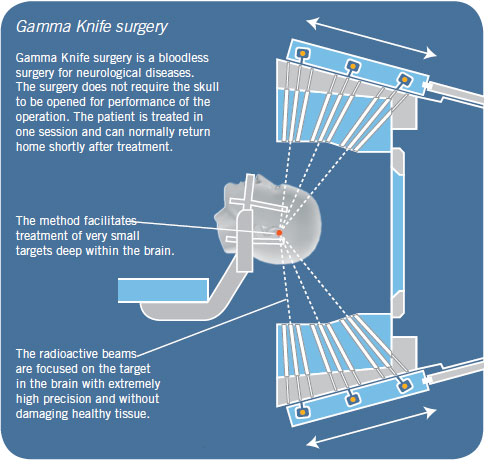 Gamma Knife surgery
Gamma Knife surgery is a bloodless
surgery for neurological diseases.
The surgery does not require the skull
to be opened for performance of the
operation. The patient is treated in
one session and can normally return
home shortly after treatment.
The method facilitates
treatment of very small
targets deep within the brain.
The radioactive beams
are focused on the target
in the brain with extremely
high precision and without
damaging healthy tissue.